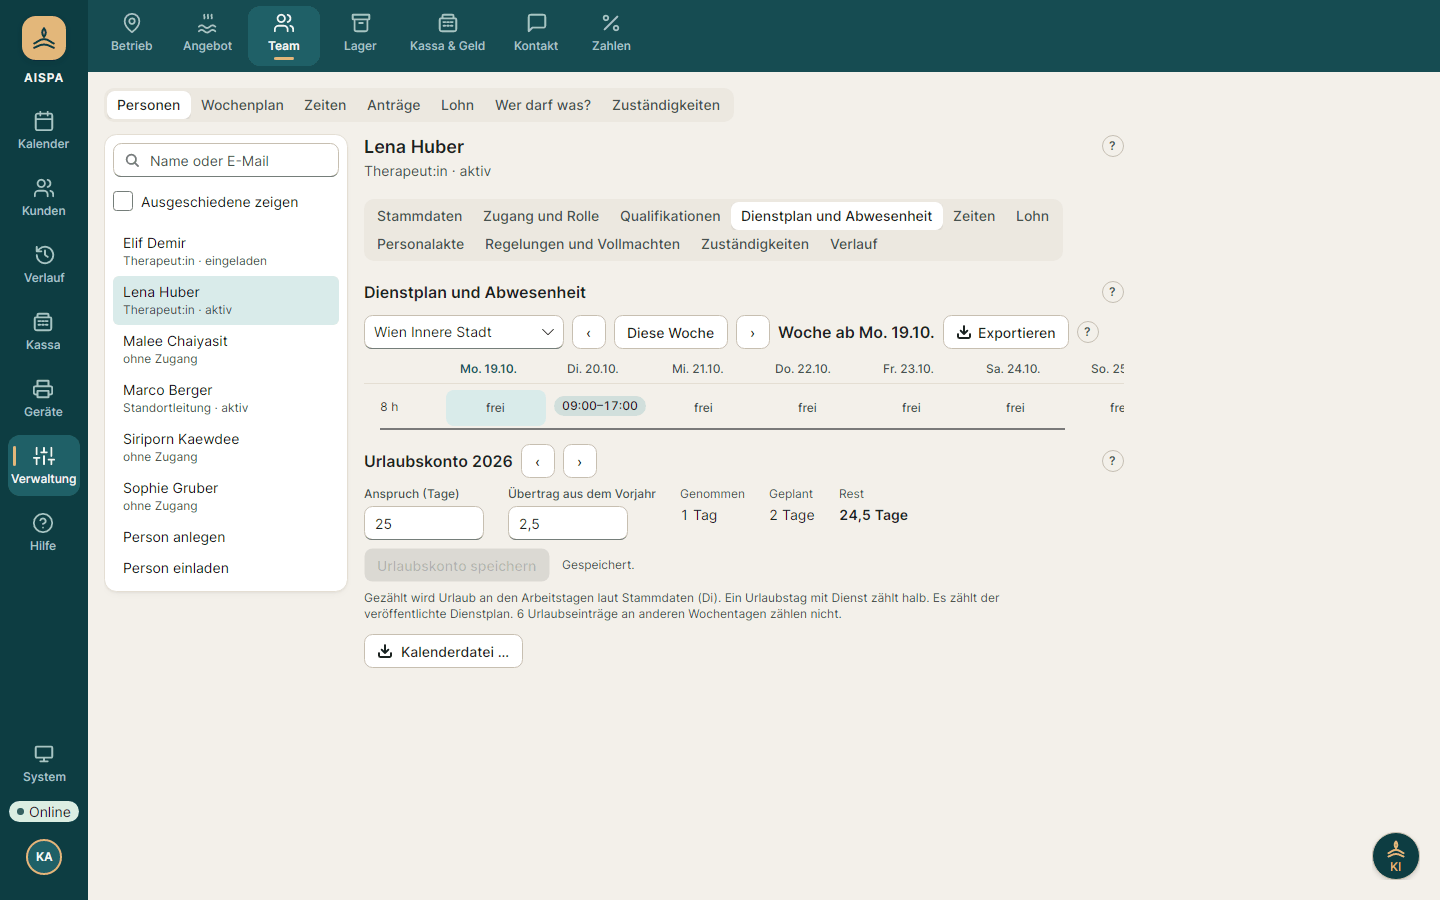 AISPA
Kalender
Kunden
Verlauf
Kassa
Geräte
Verwaltung
Hilfe
System
Online
KA
Betrieb
Angebot
Team
Lager
Kassa & Geld
Kontakt
Zahlen
Personen
Wochenplan
Zeiten
Anträge
Lohn
Wer darf was?
Zuständigkeiten
Name oder E-Mail
Ausgeschiedene zeigen
Elif Demir
Therapeut:in · eingeladen
Lena Huber
Therapeut:in · aktiv
Malee Chaiyasit
ohne Zugang
Marco Berger
Standortleitung · aktiv
Siriporn Kaewdee
ohne Zugang
Sophie Gruber
ohne Zugang
Person anlegen
Person einladen
Lena Huber
?
Therapeut:in · aktiv
Stammdaten
Zugang und Rolle
Qualifikationen
Dienstplan und Abwesenheit
Zeiten
Lohn
Personalakte
Regelungen und Vollmachten
Zuständigkeiten
Verlauf
Dienstplan und Abwesenheit
?
Wien Innere Stadt
‹
Diese Woche
›
Woche ab Mo. 19.10.
Exportieren
?
Mo. 19.10.
Di. 20.10.
Mi. 21.10.
Do. 22.10.
Fr. 23.10.
Sa. 24.10.
So. 25
8 h
frei
09:00–17:00
frei
frei
frei
frei
fre
Urlaubskonto 2026
‹
›
?
Anspruch (Tage)
Übertrag aus dem Vorjahr
Genommen
Geplant
Rest
25
2,5
1 Tag
2 Tage
24,5 Tage
Urlaubskonto speichern
Gespeichert.
Gezählt wird Urlaub an den Arbeitstagen laut Stammdaten (Di). Ein Urlaubstag mit Dienst zählt halb. Es zählt der
veröffentlichte Dienstplan. 6 Urlaubseinträge an anderen Wochentagen zählen nicht.
Kalenderdatei ...
KI